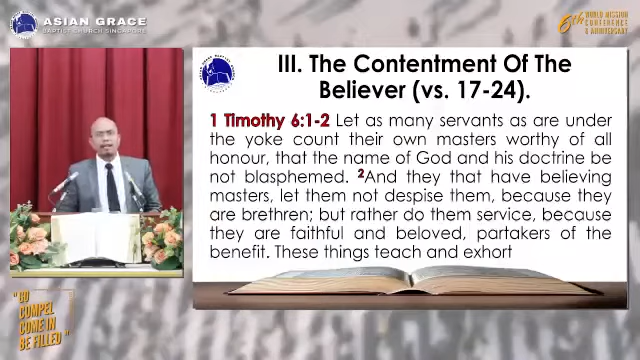 ASIAN GRACE
BAPTIST CHURCH SINGAPORE
6th WORLD MISSION
CONFERENCE
& ANNIVERSARY
III. The Contentment Of The
Believer (vs. 17-24).
1 Timothy 6:1-2 Let as many servants as are under
the yoke count their own masters worthy of all
honour, that the name of God and his doctrine be
not blasphemed. ²And they that have believing
masters, let them not despise them, because they
are brethren; but rather do them service, because
they are faithful and beloved, partakers of the
benefit. These things teach and exhort
"GO
COMPEL
COME IN
BE FILLED"